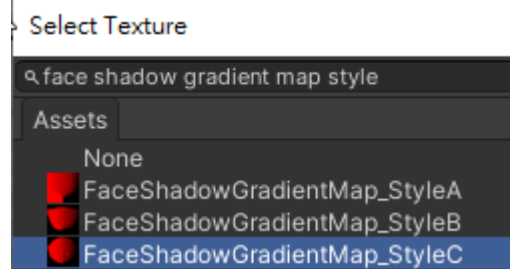 Select Texture
face shadow gradient map style
Assets
None
FaceShadowGradientMap_StyleA
FaceShadowGradientMap_StyleB
FaceShadowGradientMap_StyleC